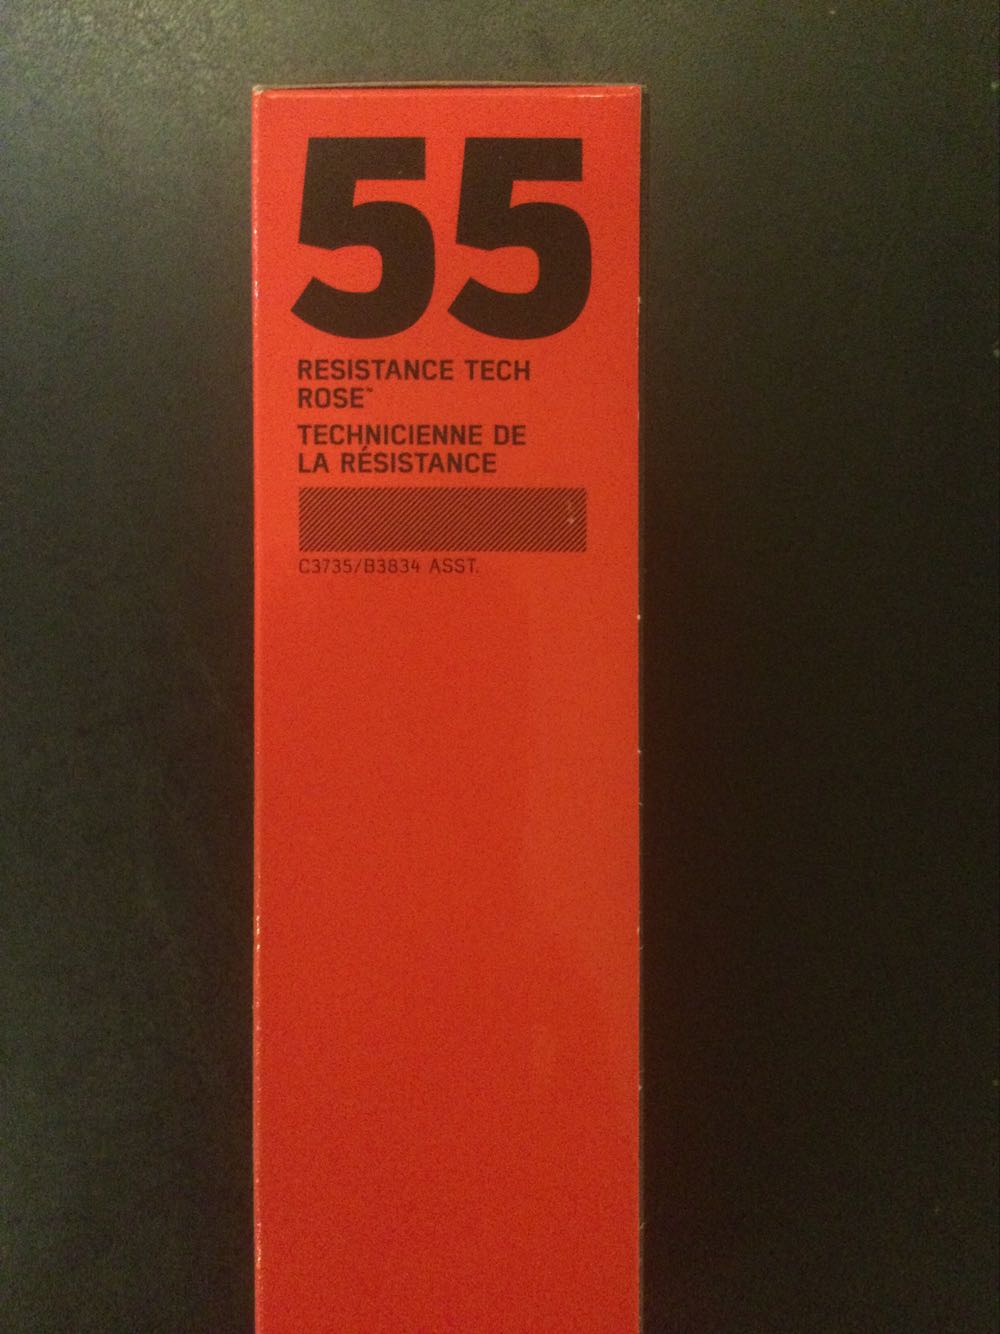 55
RESISTANCE TECH
ROSE™
TECHNICIENNE DE
LA RÉSISTANCE
C3735/B3834 ASST.